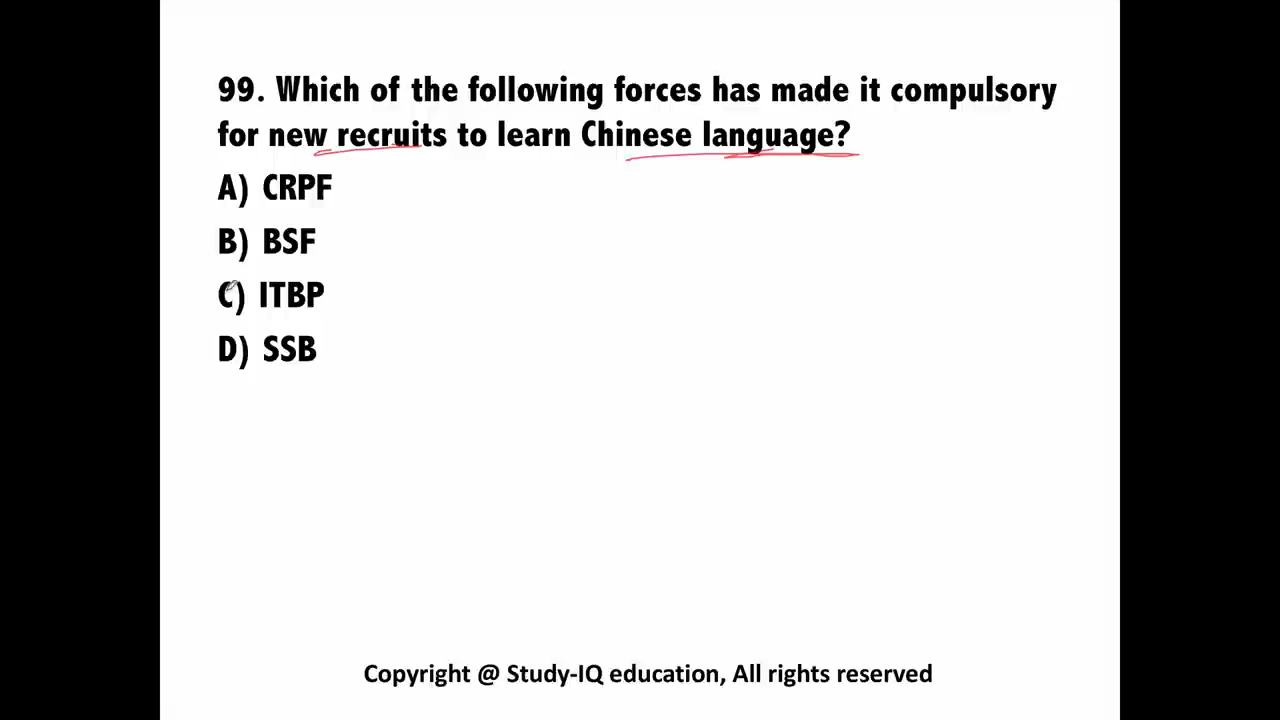 99. Which of the following forces has made it compulsory
for new recruits to learn Chinese language?
A) CRPF
B) BSF
C) ITBP
D) SSB
Copyright @ Study-IQ education, All rights reserved